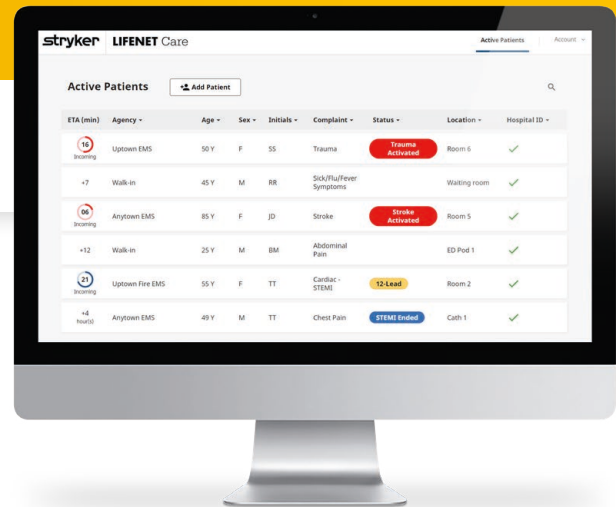 stryker LIFENET Care Active Patients Account
Active Patients Add Patient
ETA (min) Agency Age Sex Initials Complaint Status Location Hospital ID
16 Incoming Uptown EMS 50 Y F SS Trauma Trauma Activated Room 6
+7 Walk-in 45 Y M RR Sick/Flu/Fever Symptoms Waiting room
06 Incoming Anytown EMS 85 Y F JD Stroke Stroke Activated Room 5
+12 Walk-in 25 Y M BM Abdominal Pain ED Pod 1
21 Incoming Uptown Fire EMS 55 Y F TT Cardiac - STEMI 12-Lead Room 2
+4 hour(s) Anytown EMS 49 Y M TT Chest Pain STEMI Ended Cath 1